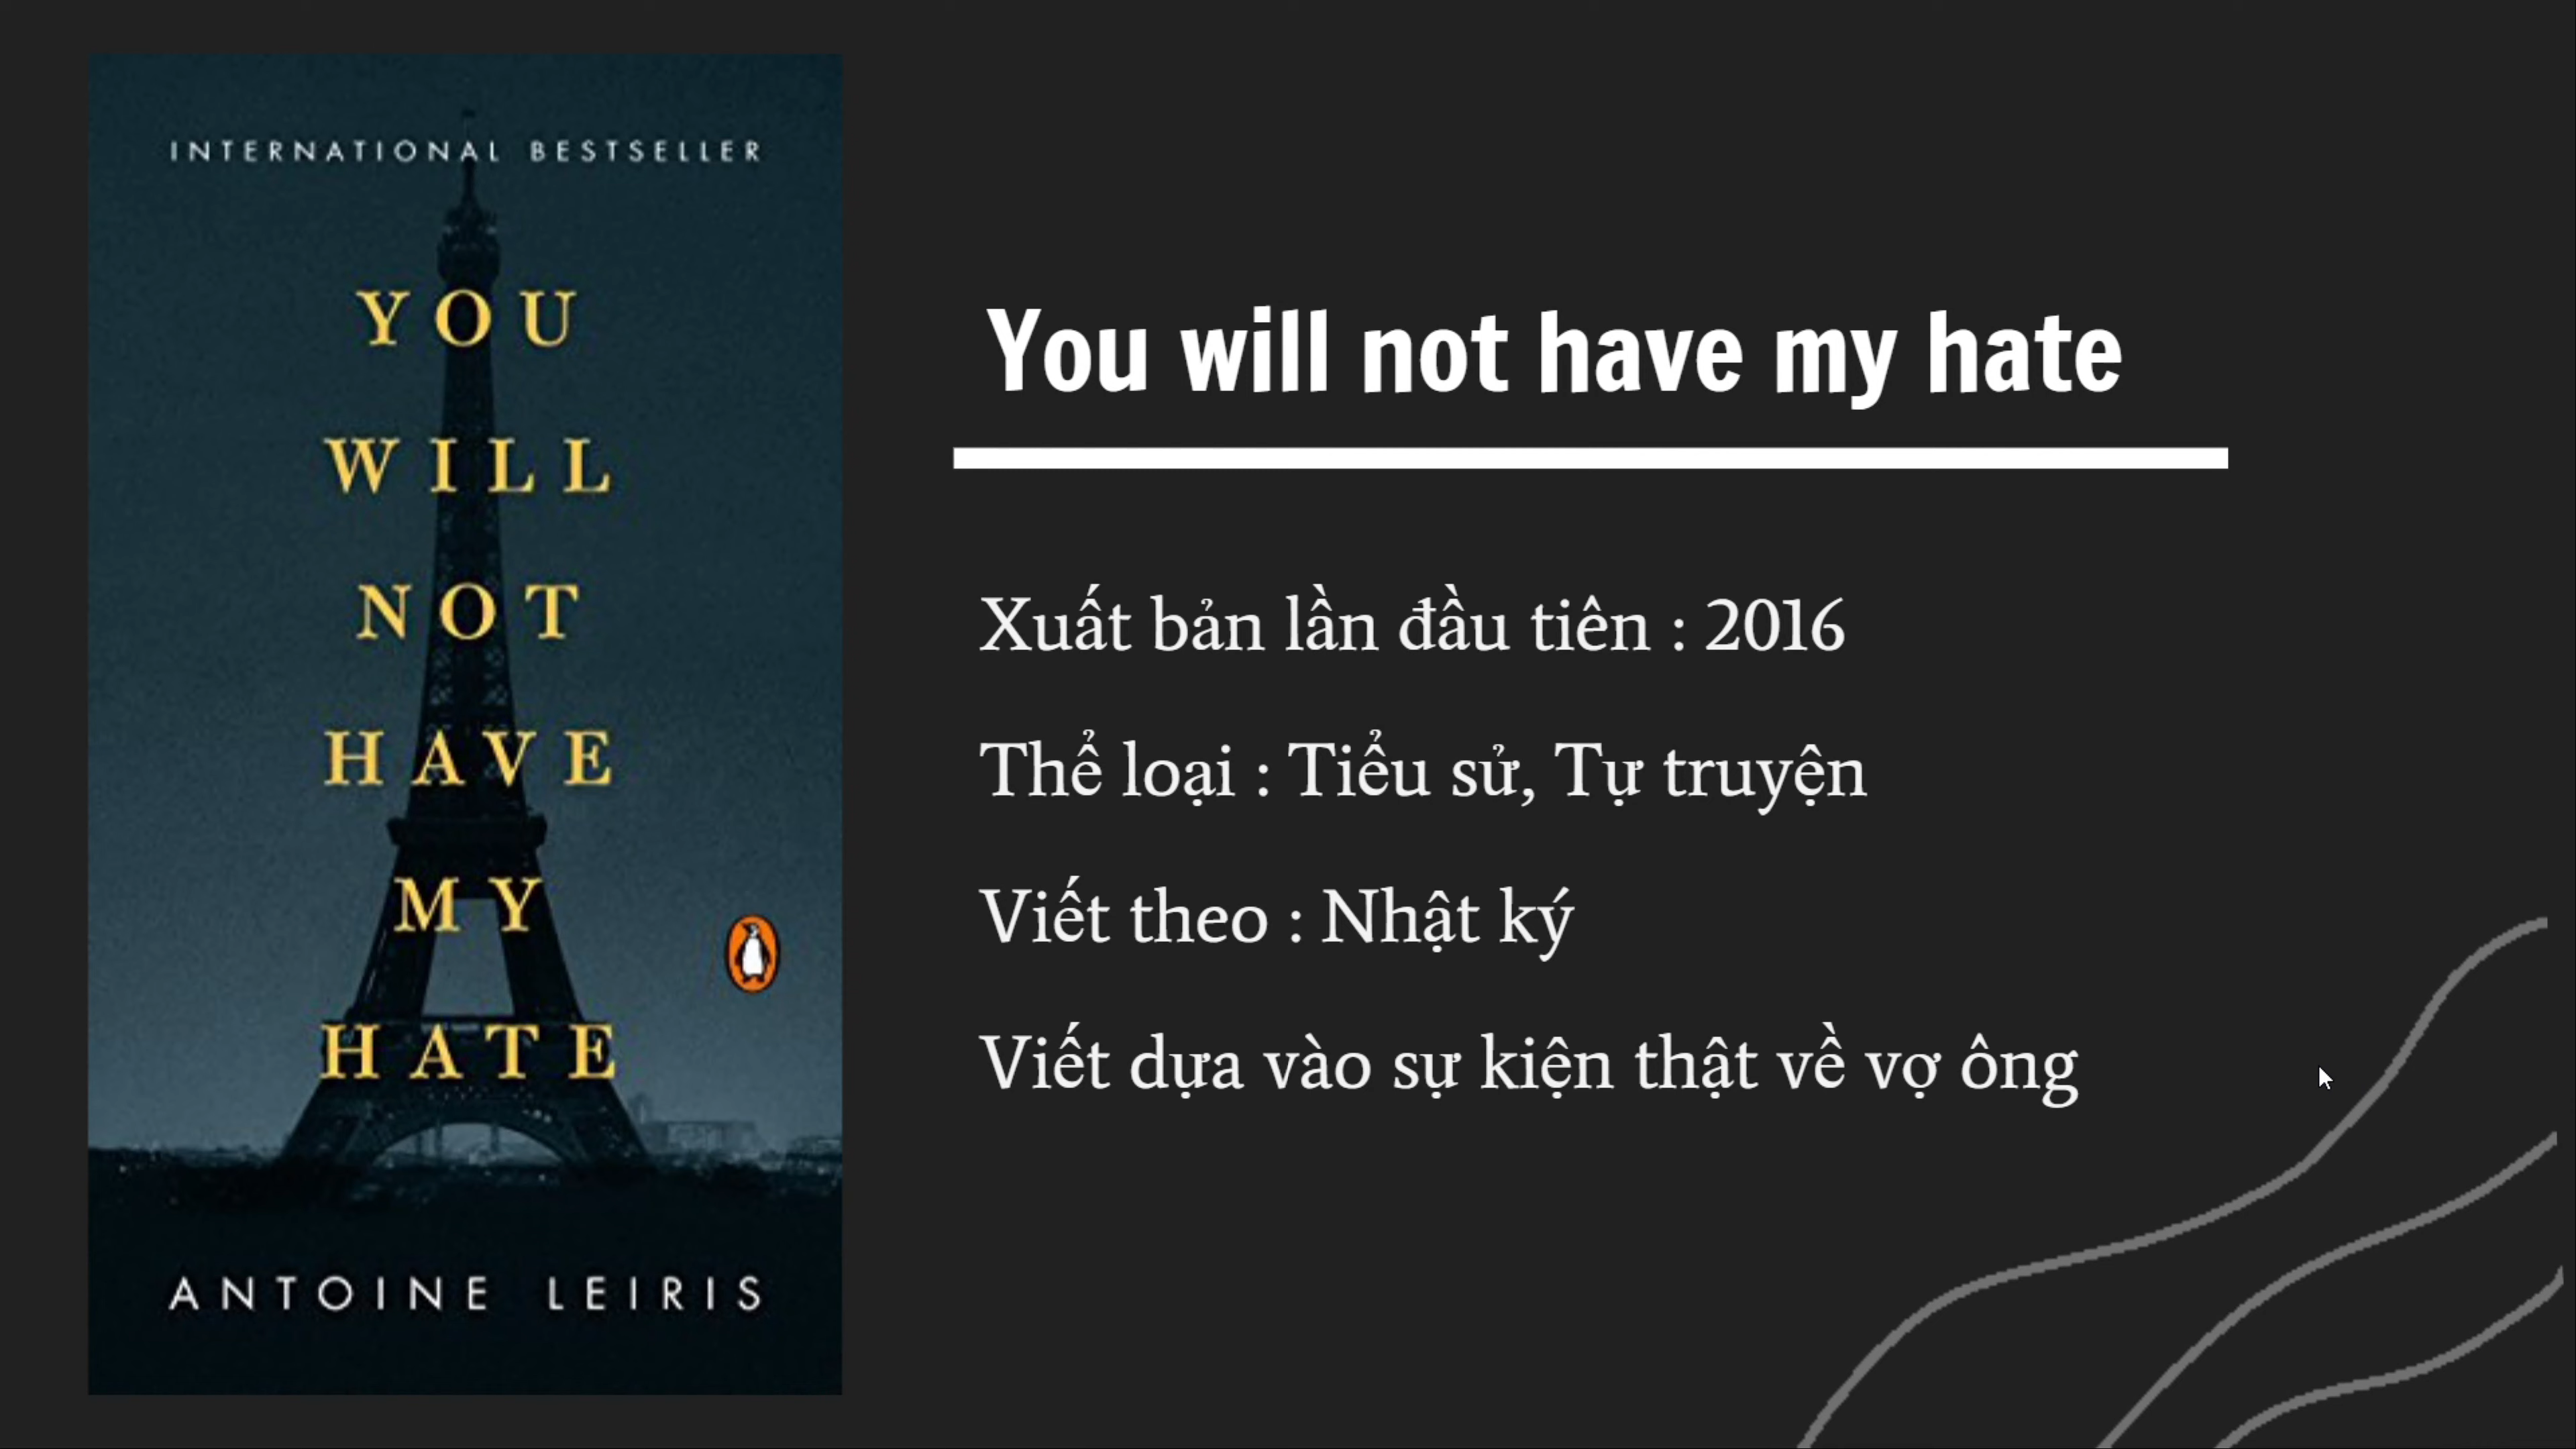 INTERNATIONAL BESTSELLER
YOU
WILL
NOT
HAVE
MY
HATE
ANTOINE LEIRIS
You will not have my hate
Xuất bản lần đầu tiên : 2016
Thể loại : Tiểu sử, Tự truyện
Viết theo : Nhật ký
Viết dựa vào sự kiện thật về vợ ông